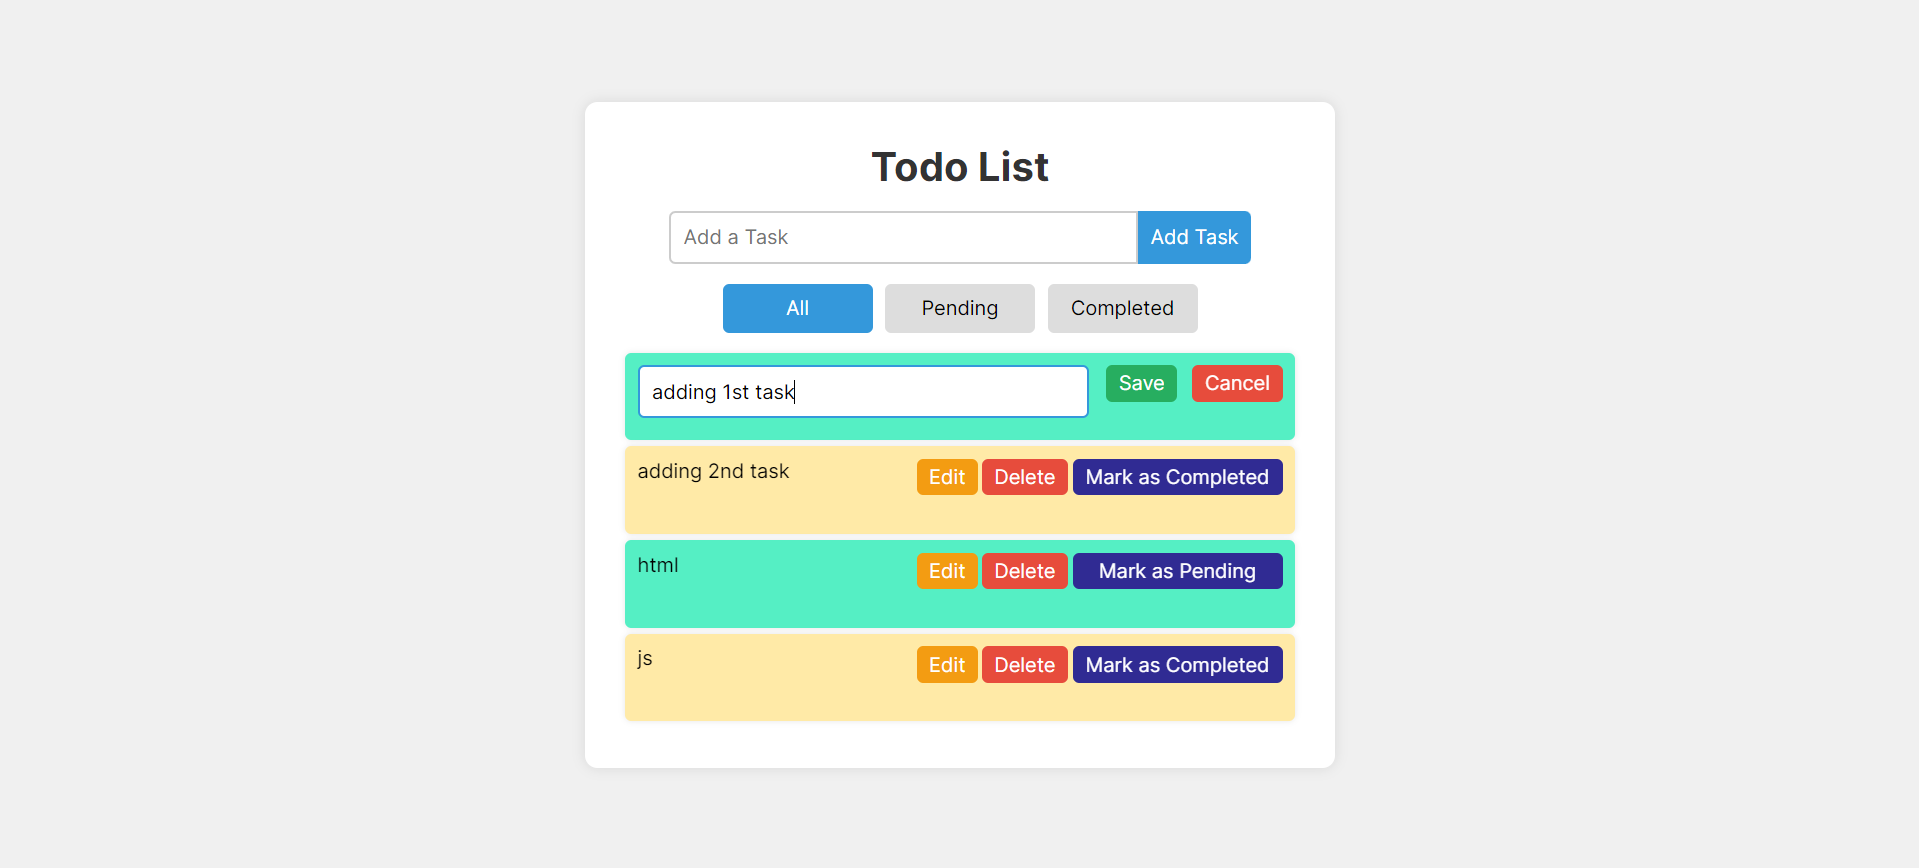 Todo List
Add a Task Add Task
All Pending Completed
adding 1st task Save Cancel
adding 2nd task Edit Delete Mark as Completed
html Edit Delete Mark as Pending
js Edit Delete Mark as Completed